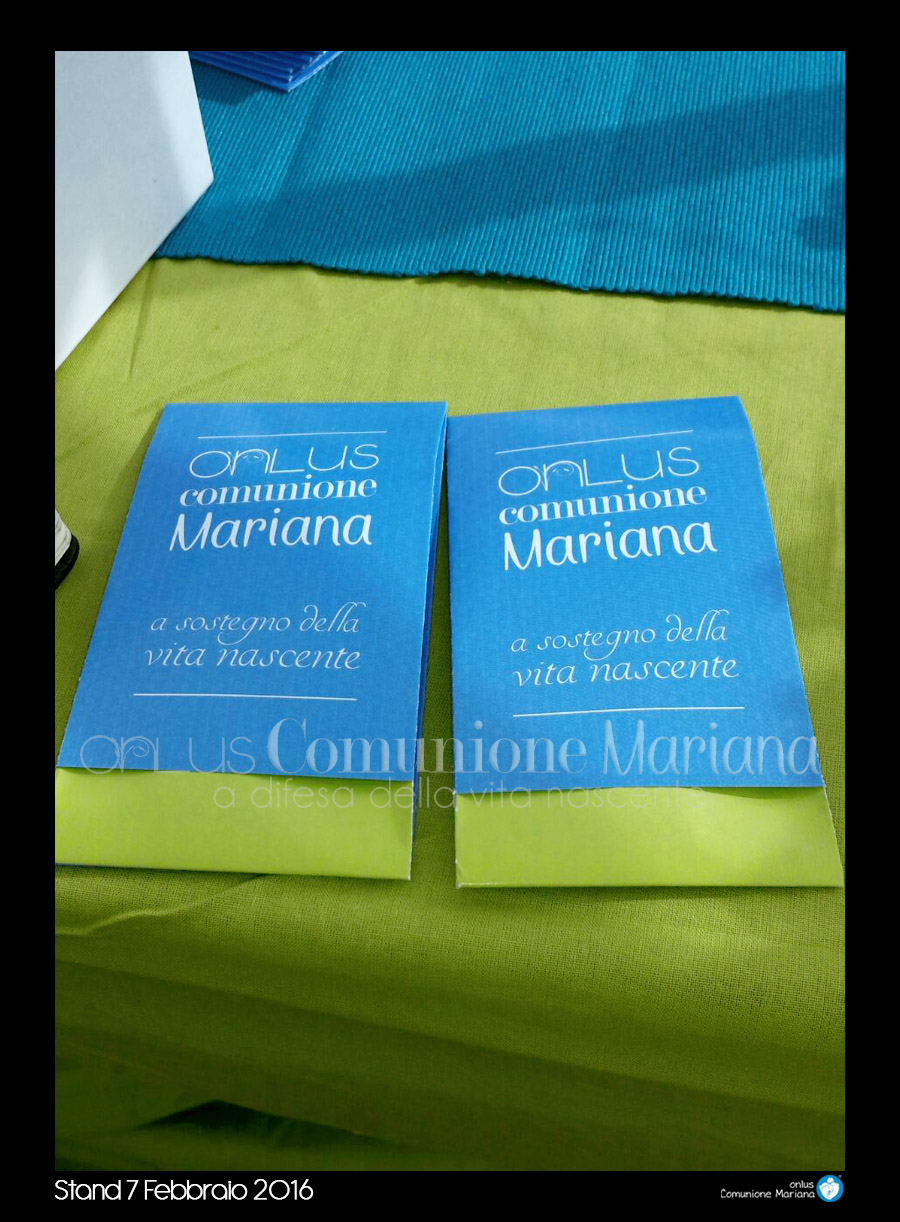 onlus
comunione
Mariana
a sostegno della
vita nascente
onlus
comunione
Mariana
a sostegno della
vita nascente
onlus Comunione Mariana
a difesa della vita nascente
Stand 7 Febbraio 2016
onlus
Comunione Mariana